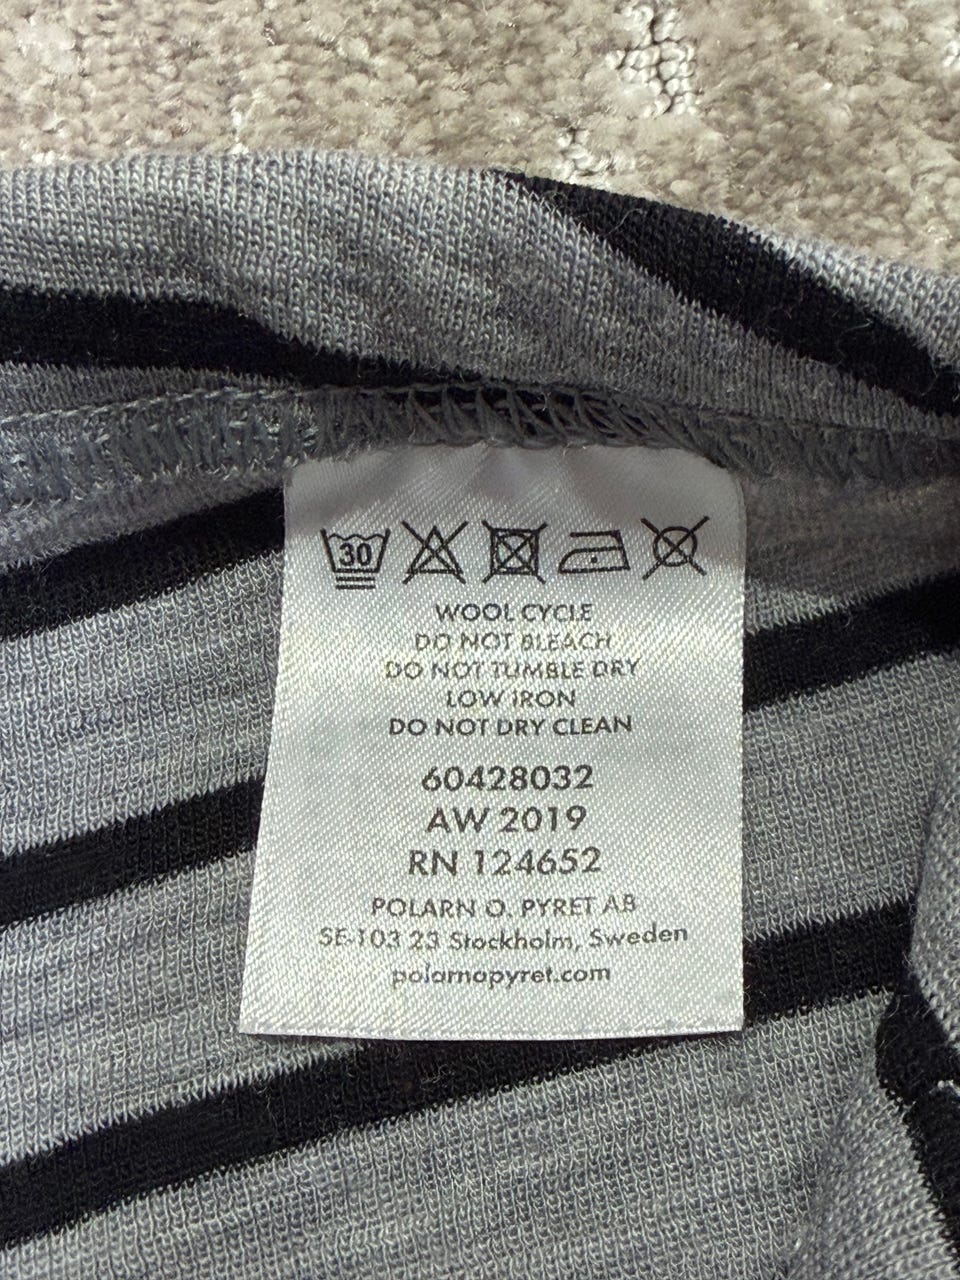 30
WOOL CYCLE
DO NOT BLEACH
DO NOT TUMBLE DRY
LOW IRON
DO NOT DRY CLEAN
60428032
AW 2019
RN 124652
POLARN O. PYRET AB
SE-103 23 Stockholm, Sweden
polarnopyret.com